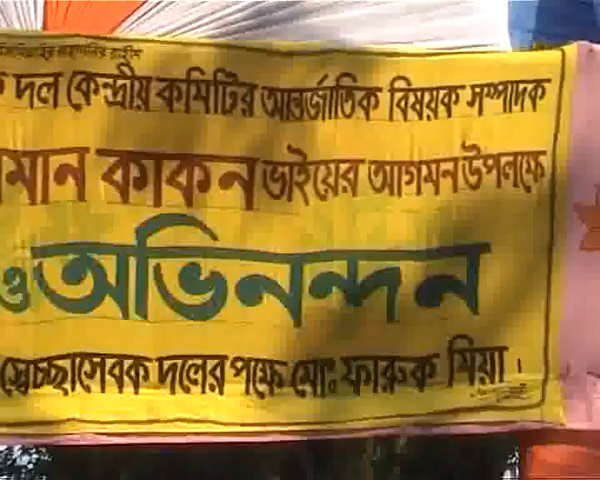 দল কেন্দ্রীয় কমিটির আন্তর্জাতিক বিষয়ক সম্পাদক
মান কাকন ভাইয়ের আগমন উপলক্ষে
ও অভিনন্দন
স্বেচ্ছাসেবক দলের পক্ষে মোঃ ফারুক মিয়া।